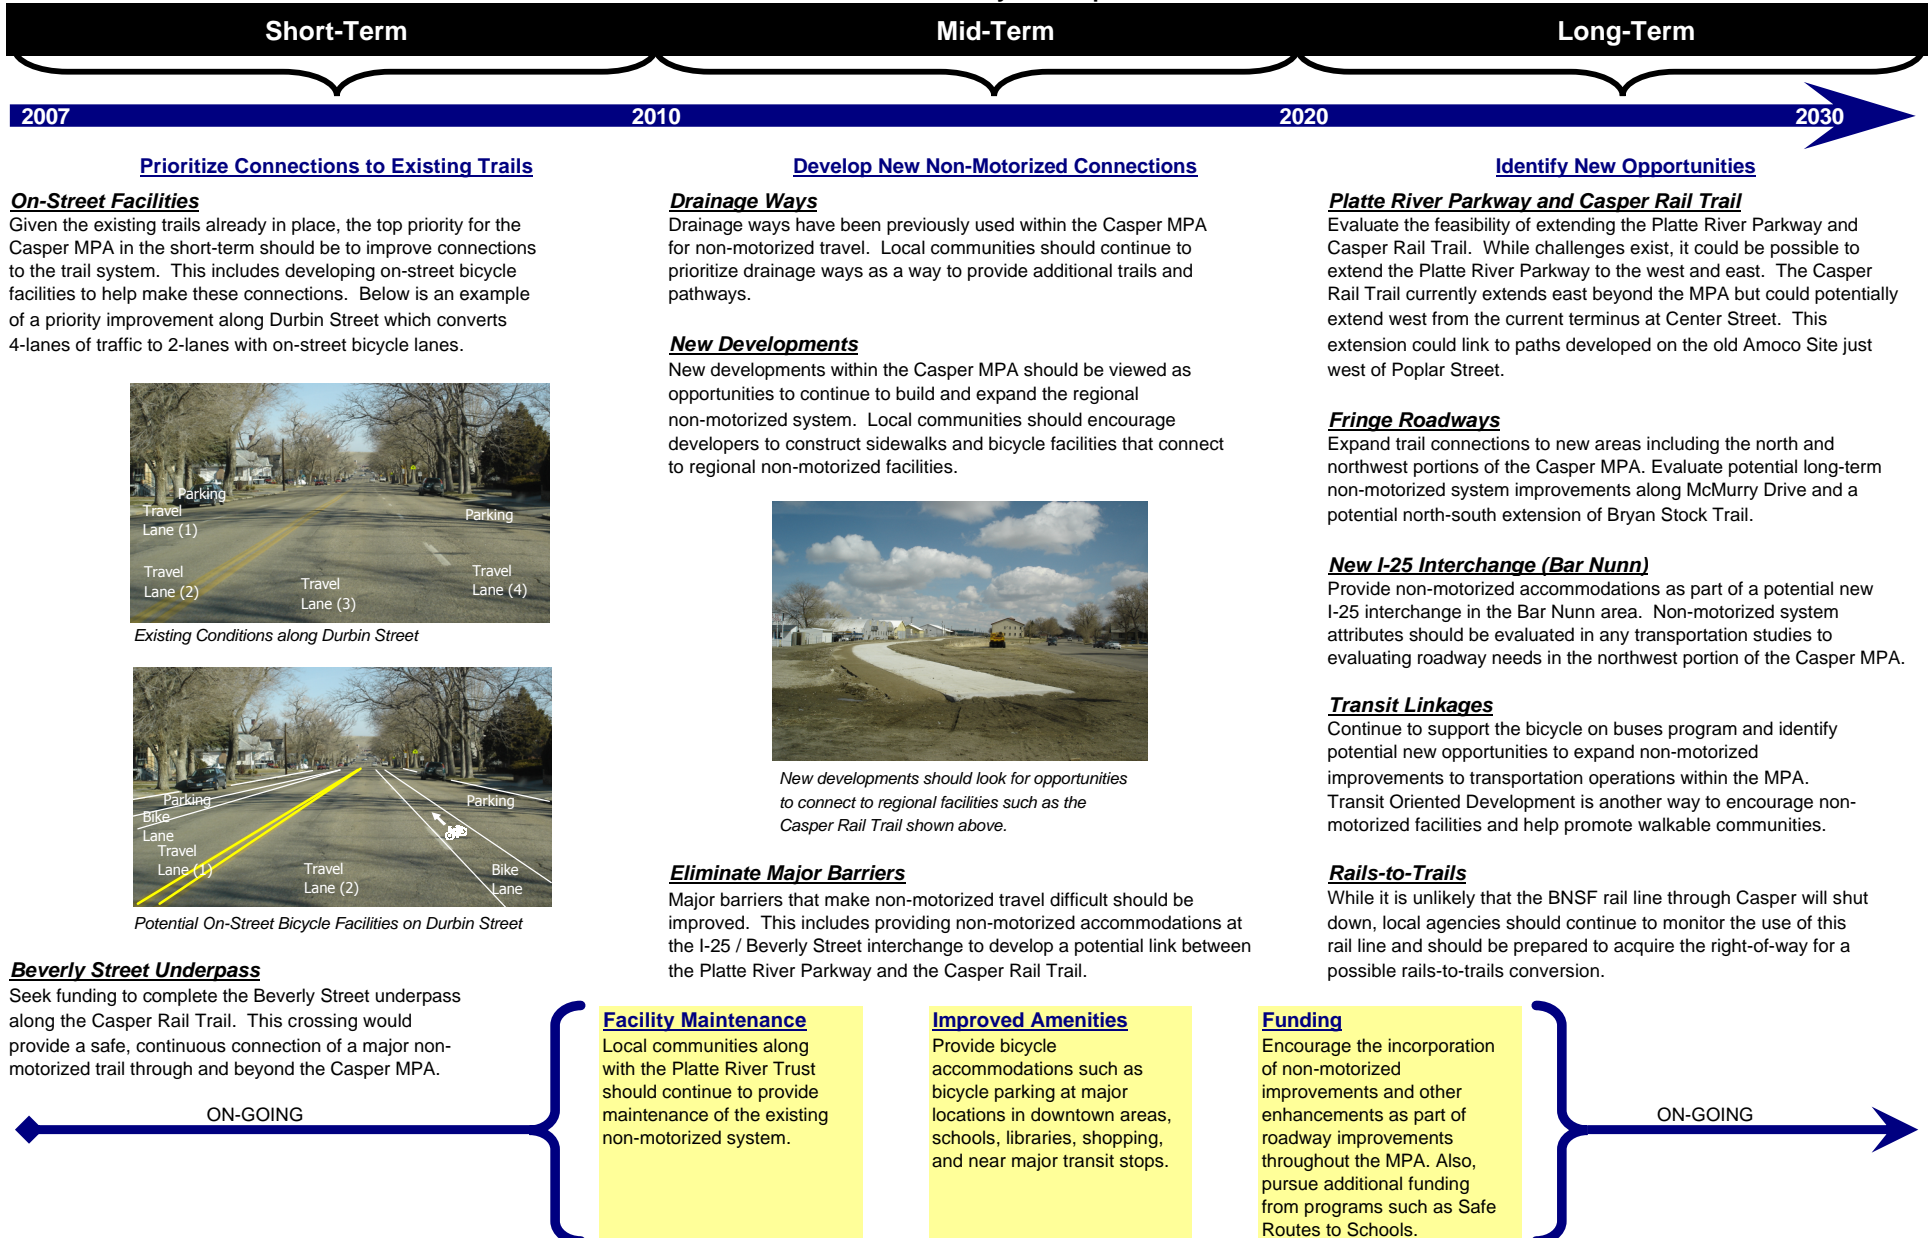 Short-Term
Mid-Term
Long-Term
2007
2010
2020
2030
Prioritize Connections to Existing Trails
On-Street Facilities
Given the existing trails already in place, the top priority for the
Casper MPA in the short-term should be to improve connections
to the trail system. This includes developing on-street bicycle
facilities to help make these connections. Below is an example
of a priority improvement along Durbin Street which converts
4-lanes of traffic to 2-lanes with on-street bicycle lanes.
Parking
Travel
Lane (1)
Parking
Travel
Lane (2)
Travel
Lane (3)
Travel
Lane (4)
Existing Conditions along Durbin Street
Parking
Bike
Lane
Travel
Lane (1)
Travel
Lane (2)
Parking
Bike
Lane
Potential On-Street Bicycle Facilities on Durbin Street
Beverly Street Underpass
Seek funding to complete the Beverly Street underpass
along the Casper Rail Trail. This crossing would
provide a safe, continuous connection of a major non-
motorized trail through and beyond the Casper MPA.
Develop New Non-Motorized Connections
Drainage Ways
Drainage ways have been previously used within the Casper MPA
for non-motorized travel. Local communities should continue to
prioritize drainage ways as a way to provide additional trails and
pathways.
New Developments
New developments within the Casper MPA should be viewed as
opportunities to continue to build and expand the regional
non-motorized system. Local communities should encourage
developers to construct sidewalks and bicycle facilities that connect
to regional non-motorized facilities.
New developments should look for opportunities
to connect to regional facilities such as the
Casper Rail Trail shown above.
Eliminate Major Barriers
Major barriers that make non-motorized travel difficult should be
improved. This includes providing non-motorized accommodations at
the I-25 / Beverly Street interchange to develop a potential link between
the Platte River Parkway and the Casper Rail Trail.
Identify New Opportunities
Platte River Parkway and Casper Rail Trail
Evaluate the feasibility of extending the Platte River Parkway and
Casper Rail Trail. While challenges exist, it could be possible to
extend the Platte River Parkway to the west and east. The Casper
Rail Trail currently extends east beyond the MPA but could potentially
extend west from the current terminus at Center Street. This
extension could link to paths developed on the old Amoco Site just
west of Poplar Street.
Fringe Roadways
Expand trail connections to new areas including the north and
northwest portions of the Casper MPA. Evaluate potential long-term
non-motorized system improvements along McMurry Drive and a
potential north-south extension of Bryan Stock Trail.
New I-25 Interchange (Bar Nunn)
Provide non-motorized accommodations as part of a potential new
I-25 interchange in the Bar Nunn area. Non-motorized system
attributes should be evaluated in any transportation studies to
evaluating roadway needs in the northwest portion of the Casper MPA.
Transit Linkages
Continue to support the bicycle on buses program and identify
potential new opportunities to expand non-motorized
improvements to transportation operations within the MPA.
Transit Oriented Development is another way to encourage non-
motorized facilities and help promote walkable communities.
Rails-to-Trails
While it is unlikely that the BNSF rail line through Casper will shut
down, local agencies should continue to monitor the use of this
rail line and should be prepared to acquire the right-of-way for a
possible rails-to-trails conversion.
ON-GOING
Facility Maintenance
Local communities along
with the Platte River Trust
should continue to provide
maintenance of the existing
non-motorized system.
Improved Amenities
Provide bicycle
accommodations such as
bicycle parking at major
locations in downtown areas,
schools, libraries, shopping,
and near major transit stops.
Funding
Encourage the incorporation
of non-motorized
improvements and other
enhancements as part of
roadway improvements
throughout the MPA. Also,
pursue additional funding
from programs such as Safe
Routes to Schools.
ON-GOING